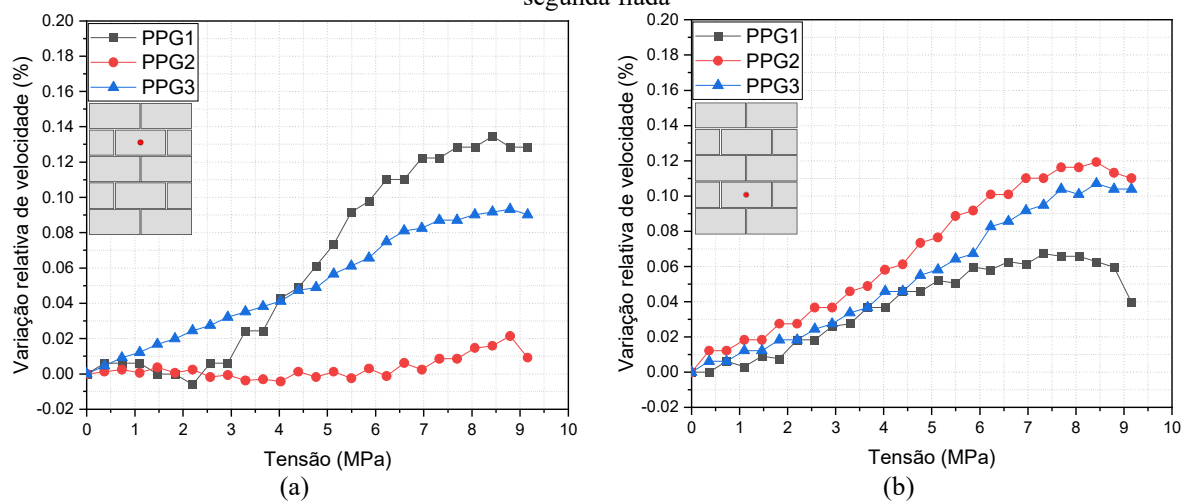 segunda fiada
0.20
0.18
0.16
0.14
0.12
0.10
0.08
0.06
0.04
0.02
0.00
-0.02
Variação relativa de velocidade (%)
PPG1
PPG2
PPG3
0 1 2 3 4 5 6 7 8 9 10
Tensão (MPa)
(a)
0.20
0.18
0.16
0.14
0.12
0.10
0.08
0.06
0.04
0.02
0.00
-0.02
Variação relativa de velocidade (%)
PPG1
PPG2
PPG3
0 1 2 3 4 5 6 7 8 9 10
Tensão (MPa)
(b)